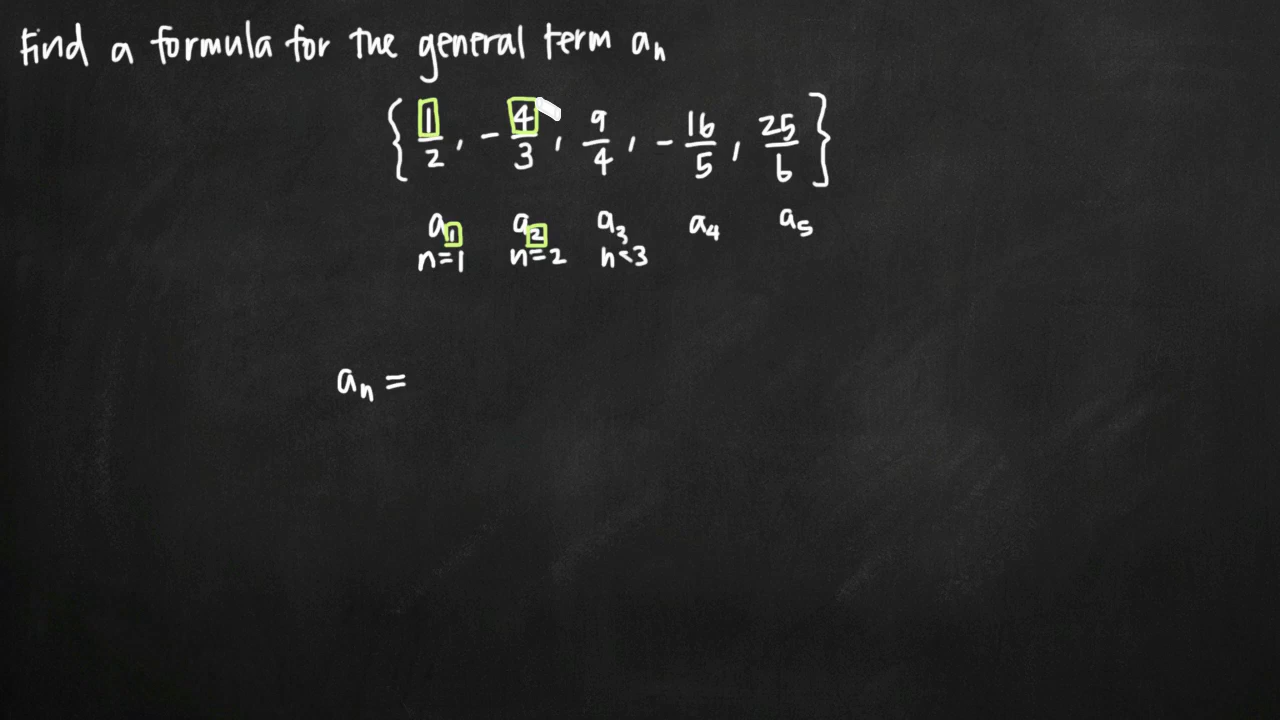 Find a formula for the general term aₙ
{ 1/2, - 4/3, 9/4, - 16/5, 25/6 }
a₁ a₂ a₃ a₄ a₅
n=1 n=2 n<3
aₙ =